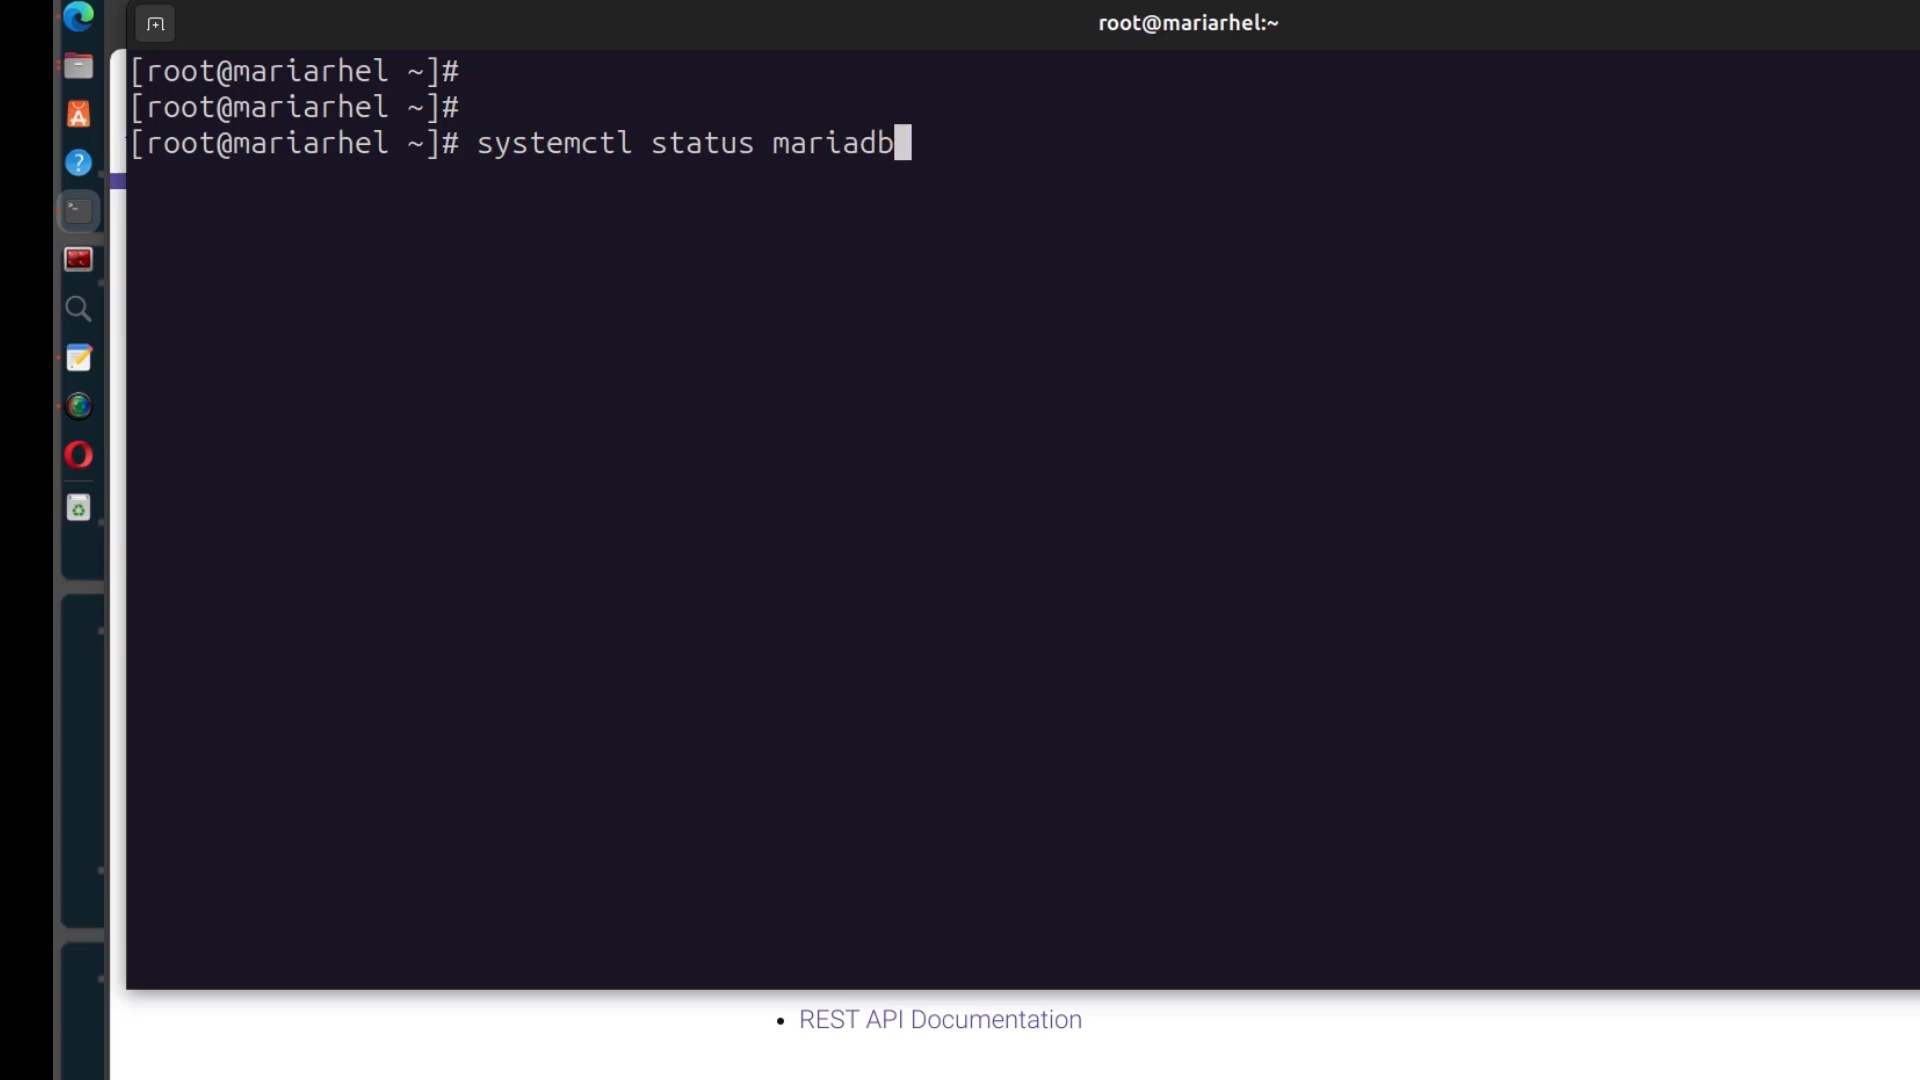 root@mariarhel:~
[root@mariarhel ~]#
[root@mariarhel ~]#
[root@mariarhel ~]# systemctl status mariadb
• REST API Documentation